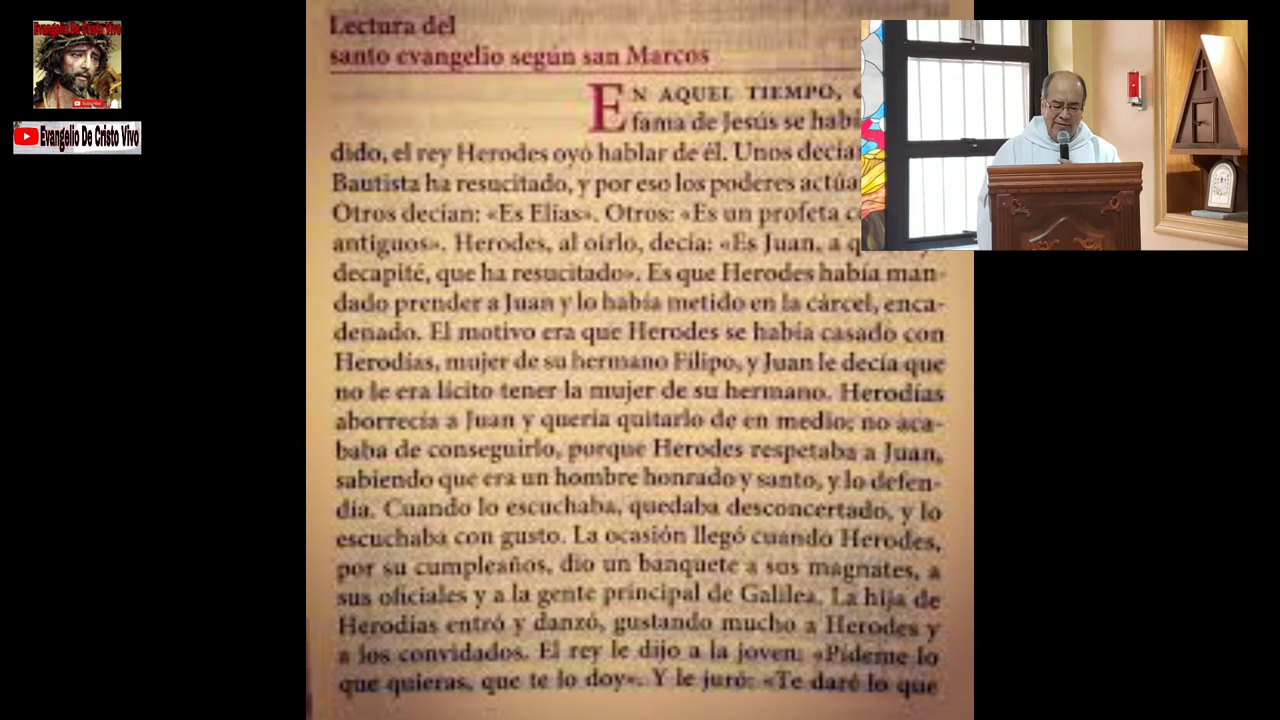 Evangelio De Cristo Vivo
Evangelio De Cristo Vivo
Lectura del
santo evangelio según san Marcos
EN AQUEL TIEMPO,
fama de Jesús se habí
dido, el rey Herodes oyó hablar de él. Unos decía
Bautista ha resucitado, y por eso los poderes actúa
Otros decían: «Es Elías». Otros: «Es un profeta c
antiguos». Herodes, al oírlo, decía: «Es Juan, a q
decapité, que ha resucitado». Es que Herodes había man-
dado prender a Juan y lo había metido en la cárcel, enca-
denado. El motivo era que Herodes se había casado con
Herodías, mujer de su hermano Filipo, y Juan le decía que
no le era lícito tener la mujer de su hermano. Herodías
aborrecía a Juan y quería quitarlo de en medio; no aca-
baba de conseguirlo, porque Herodes respetaba a Juan,
sabiendo que era un hombre honrado y santo, y lo defen-
día. Cuando lo escuchaba, quedaba desconcertado, y lo
escuchaba con gusto. La ocasión llegó cuando Herodes,
por su cumpleaños, dio un banquete a sus magnates, a
sus oficiales y a la gente principal de Galilea. La hija de
Herodías entró y danzó, gustando mucho a Herodes y
a los convidados. El rey le dijo a la joven: «Pídeme lo
que quieras, que te lo doy». Y le juró: «Te daré lo que